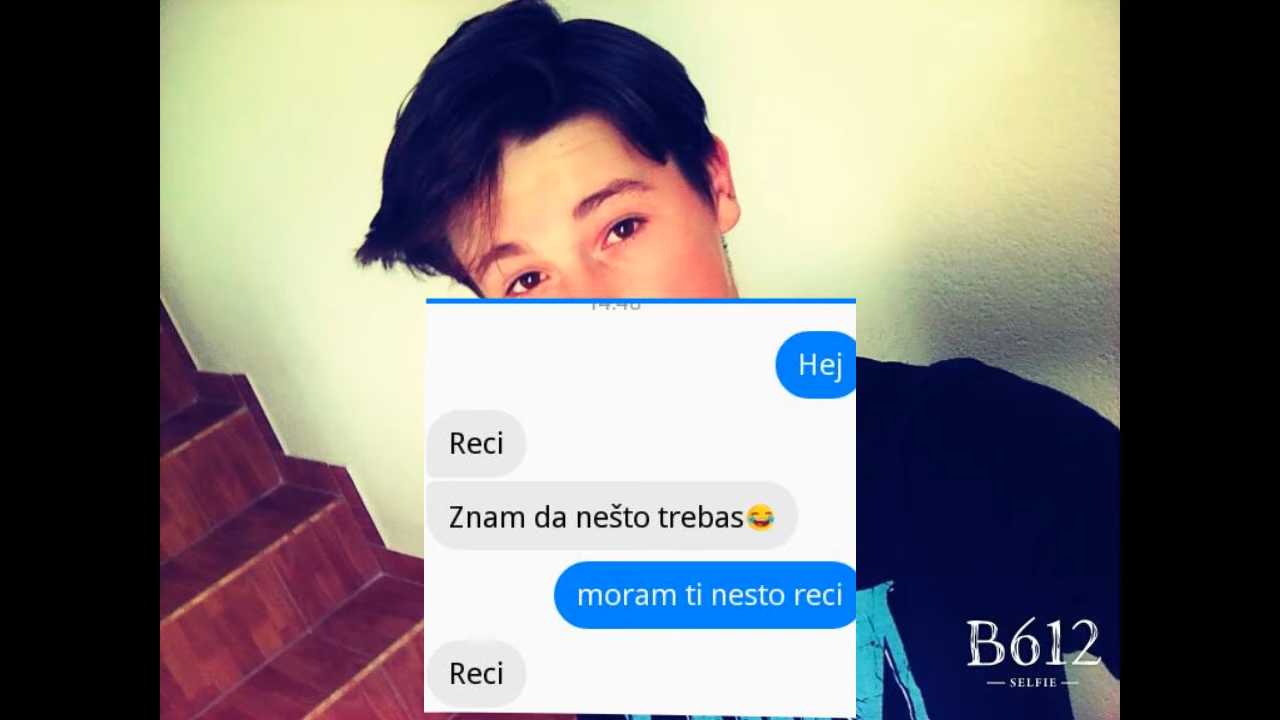 Hej
Reci
Znam da nešto trebas😂
moram ti nesto reci
Reci
B612
SELFIE